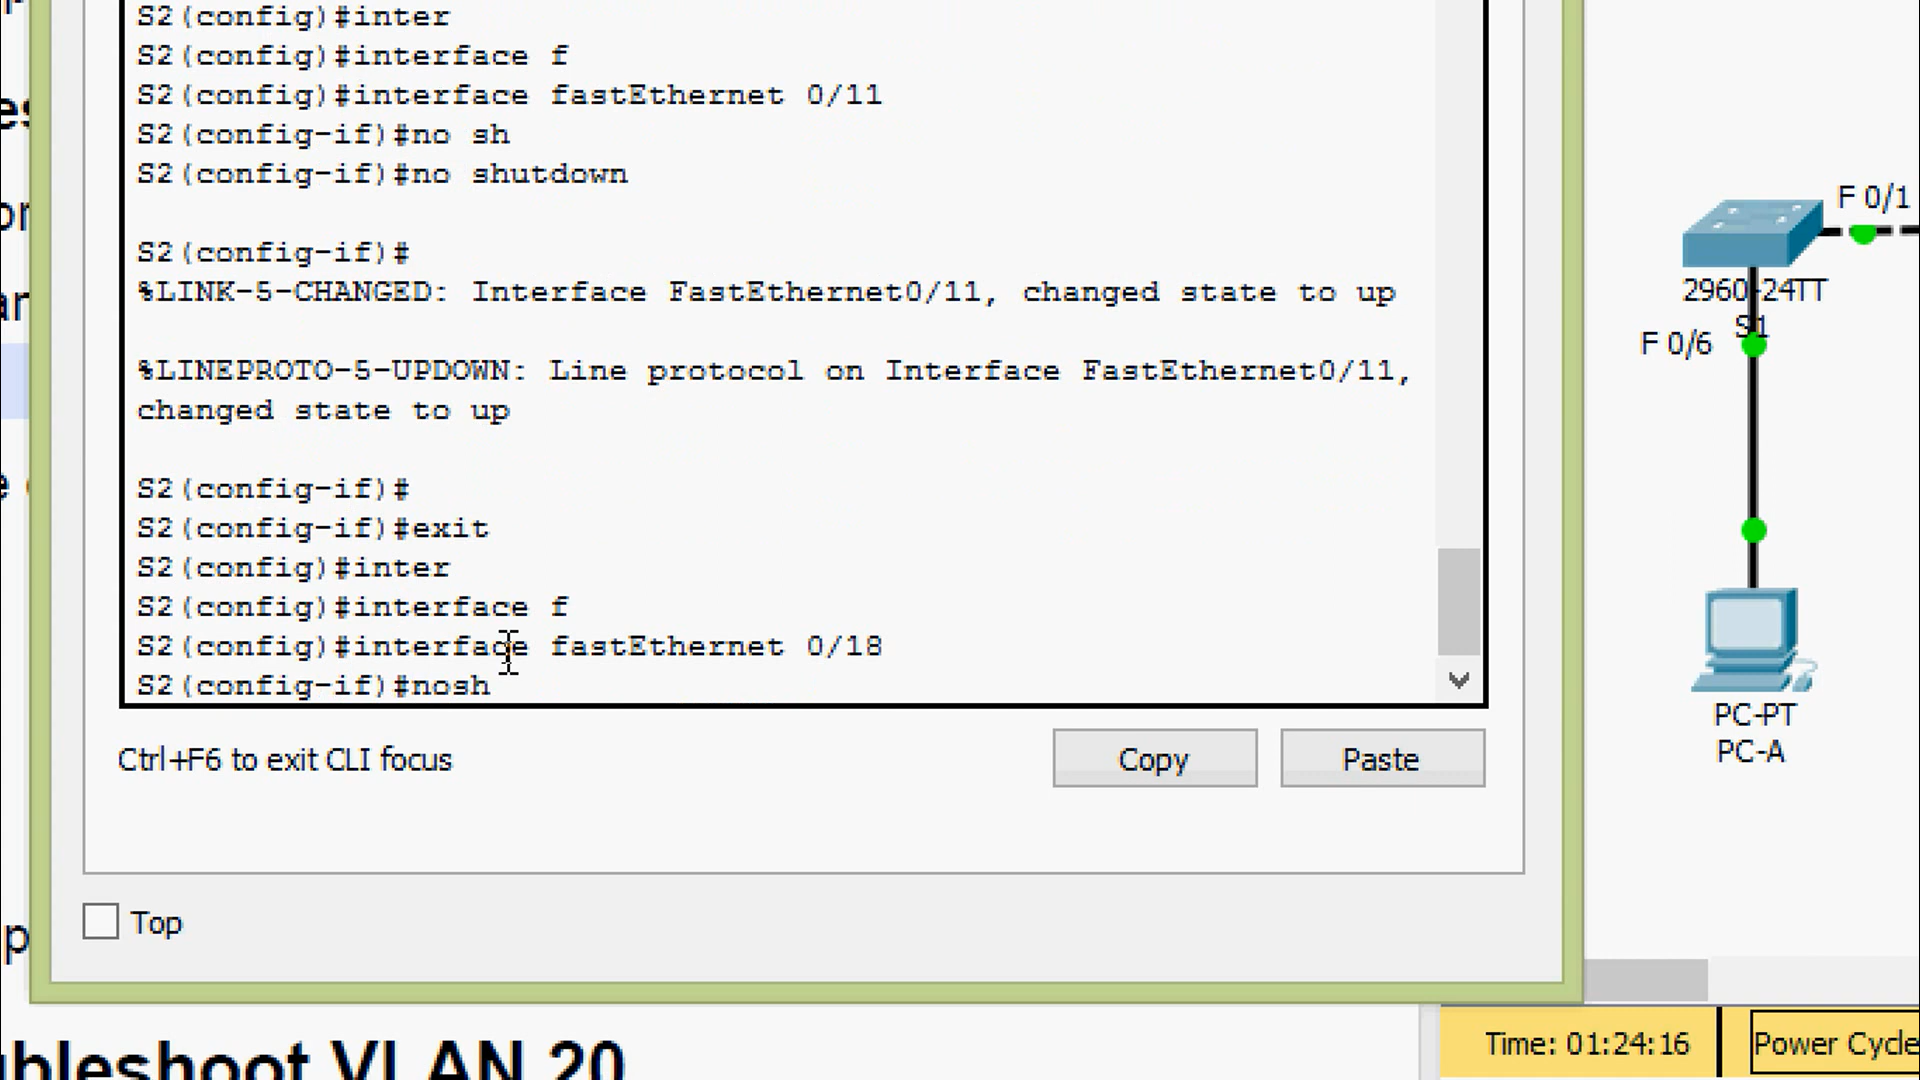 S2(config)#inter
S2(config)#interface f
S2(config)#interface fastEthernet 0/11
S2(config-if)#no sh
S2(config-if)#no shutdown
S2(config-if)#
%LINK-5-CHANGED: Interface FastEthernet0/11, changed state to up
%LINEPROTO-5-UPDOWN: Line protocol on Interface FastEthernet0/11,
changed state to up
S2(config-if)#
S2(config-if)#exit
S2(config)#inter
S2(config)#interface f
S2(config)#interface fastEthernet 0/18
S2(config-if)#nosh
Ctrl+F6 to exit CLI focus
Copy
Paste
Top
F 0/1
2960-24TT
S1
F 0/6
PC-PT
PC-A
bleshoot VLAN 20
Time: 01:24:16
Power Cycle